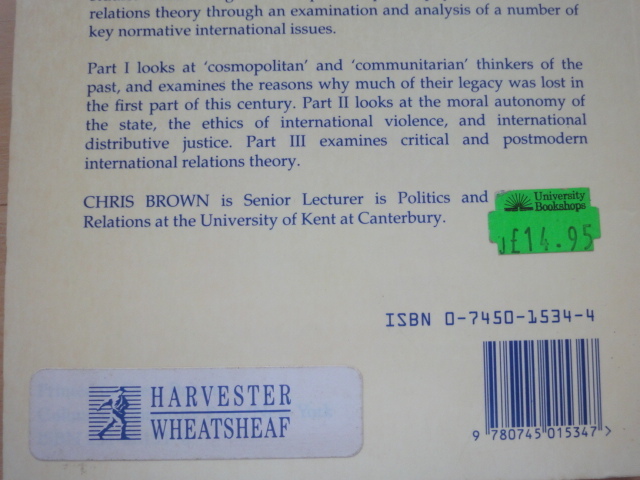 relations theory through an examination and analysis of a number of
key normative international issues.
Part I looks at 'cosmopolitan' and 'communitarian' thinkers of the
past, and examines the reasons why much of their legacy was lost in
the first part of this century. Part II looks at the moral autonomy of
the state, the ethics of international violence, and international
distributive justice. Part III examines critical and postmodern
international relations theory.
CHRIS BROWN is Senior Lecturer is Politics and
Relations at the University of Kent at Canterbury.
University
Bookshops
£14.95
ISBN 0-7450-1534-4
9 780745 015347 >
HARVESTER
WHEATSHEAF